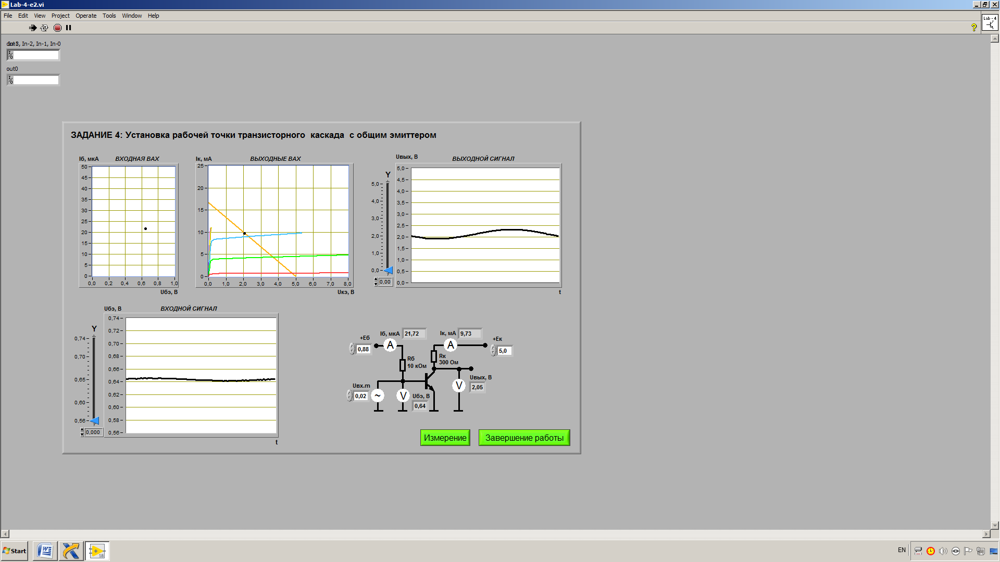 Lab-4-e2.vi
File Edit View Project Operate Tools Window Help
Lab - 4
In-2, In-1, In-0
out0
ЗАДАНИЕ 4: Установка рабочей точки транзисторного каскада с общим эмиттером
Iб, мкА ВХОДНАЯ ВАХ
50
45
40
35
30
25
20
15
10
5
0
0,0 0,2 0,4 0,6 0,8 1,0
Uбэ, В
Iк, мА ВЫХОДНЫЕ ВАХ
25
20
15
10
5
0
0,0 1,0 2,0 3,0 4,0 5,0 6,0 7,0 8,0
Uкэ, В
Y
5,0
4,0
3,0
2,0
1,0
0,0
0,00
Uвых, В ВЫХОДНОЙ СИГНАЛ
5,0
4,5
4,0
3,5
3,0
2,5
2,0
1,5
1,0
0,5
0,0
t
Y
0,74
0,70
0,65
0,60
0,56
0,000
Uбэ, В ВХОДНОЙ СИГНАЛ
0,74
0,72
0,70
0,68
0,66
0,64
0,62
0,60
0,58
0,56
t
Iб, мкА 21,72 Iк, мА 9,73
+Eб +Eк
0,88 A A 5,0
Rб
10 кОм
Rк
300 Ом
Uвх.m Uвых, В
0,02 ~ V Uбэ, В V 2,05
0,64
Измерение Завершение работы
Start
18
EN